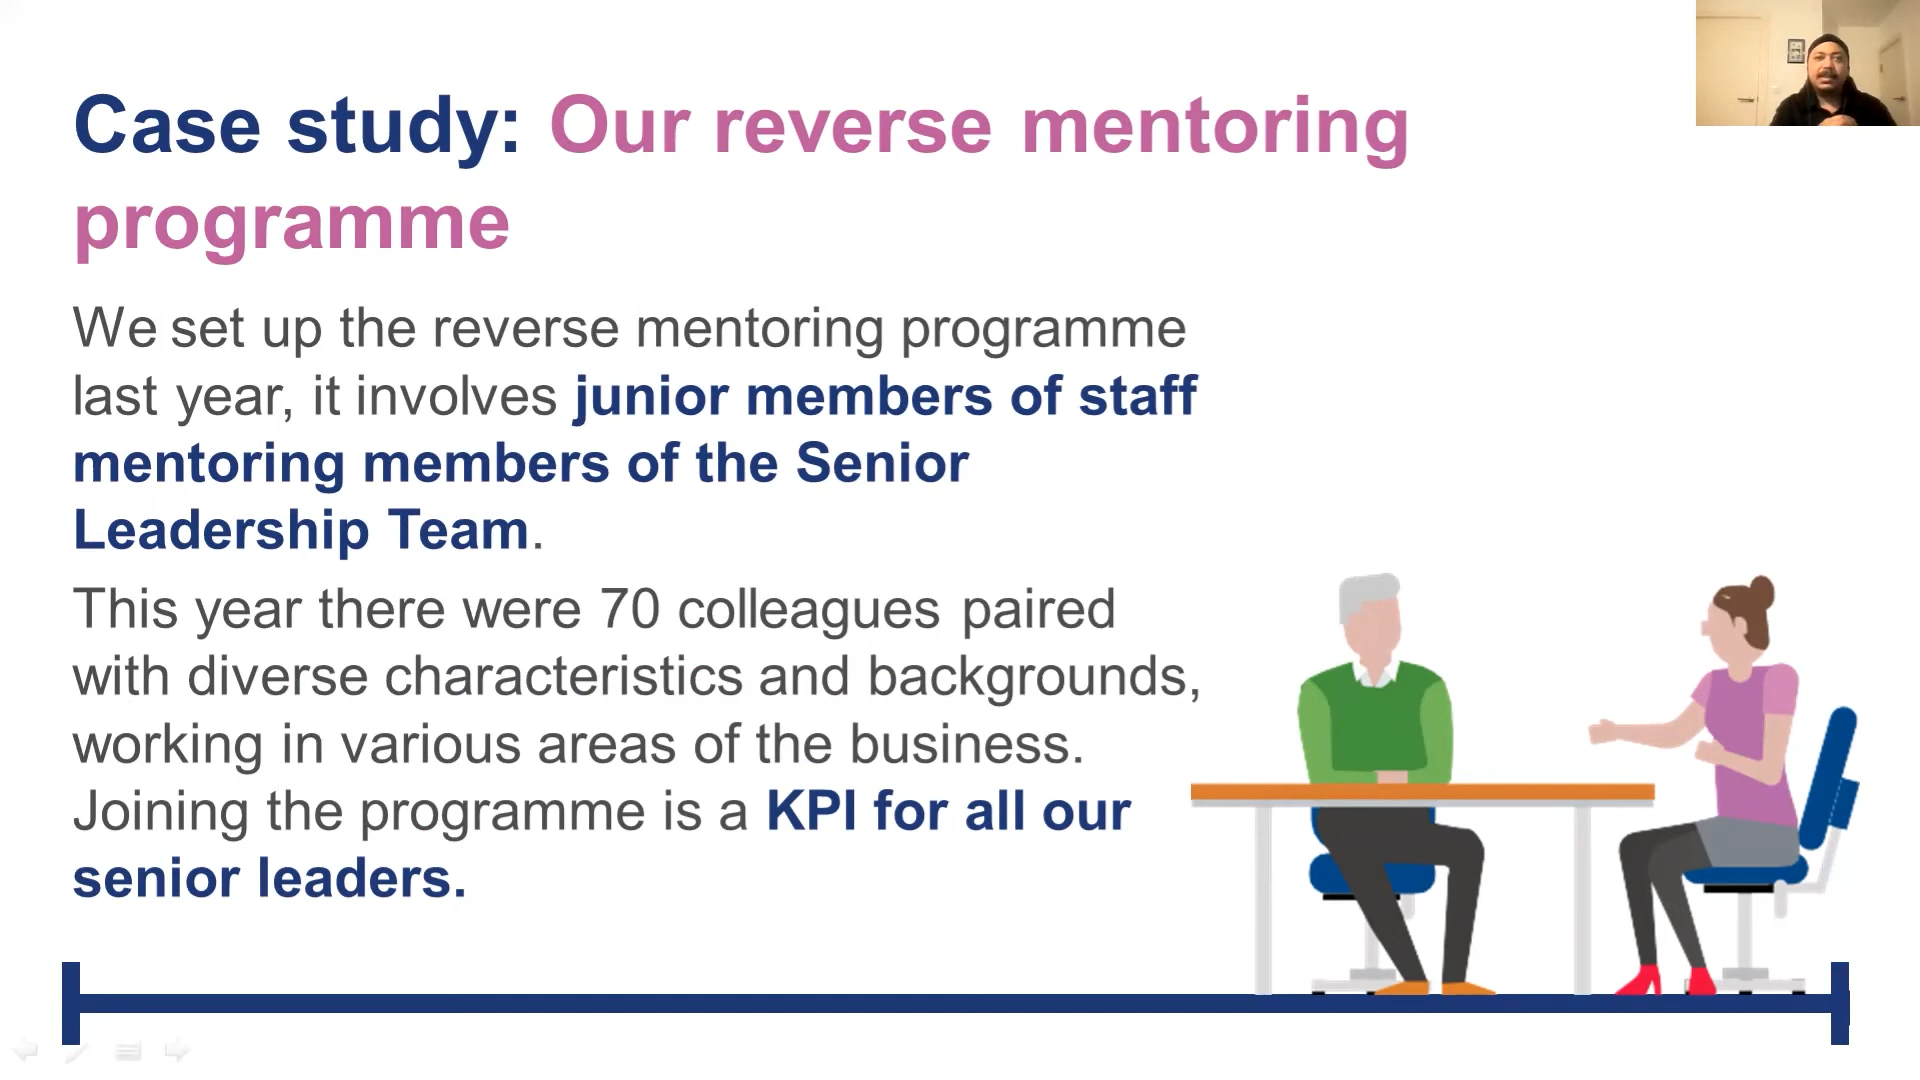 Case study: Our reverse mentoring
programme
We set up the reverse mentoring programme
last year, it involves junior members of staff
mentoring members of the Senior
Leadership Team.
This year there were 70 colleagues paired
with diverse characteristics and backgrounds,
working in various areas of the business.
Joining the programme is a KPI for all our
senior leaders.